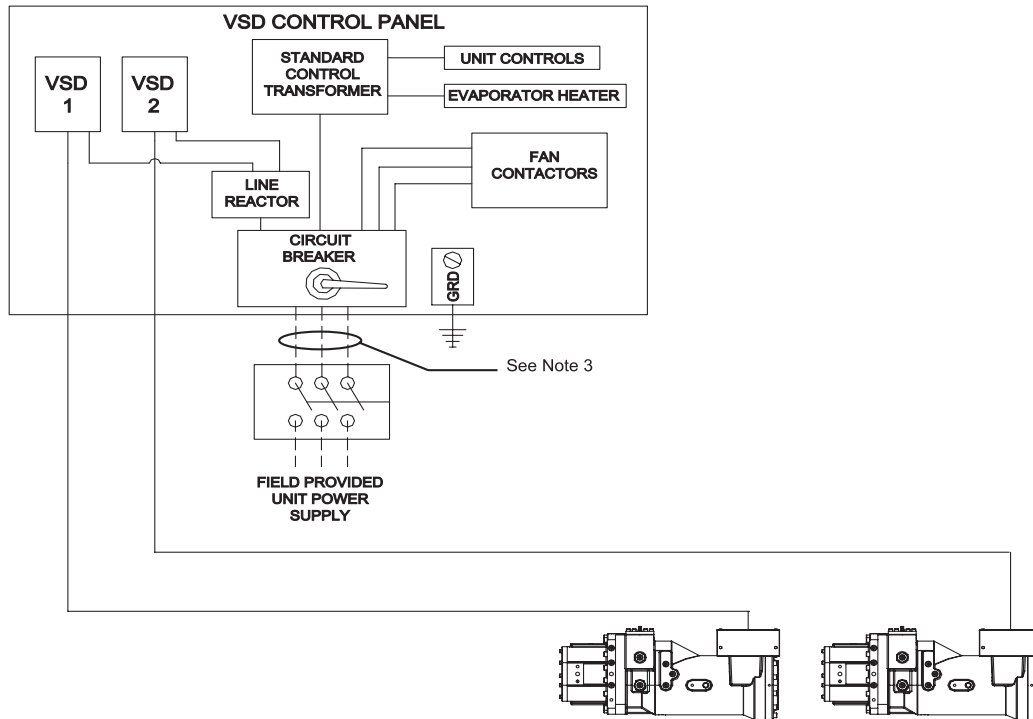 VSD CONTROL PANEL
VSD
1
VSD
2
STANDARD
CONTROL
TRANSFORMER
UNIT CONTROLS
EVAPORATOR HEATER
FAN
CONTACTORS
LINE
REACTOR
CIRCUIT
BREAKER
GRD
See Note 3
FIELD PROVIDED
UNIT POWER
SUPPLY